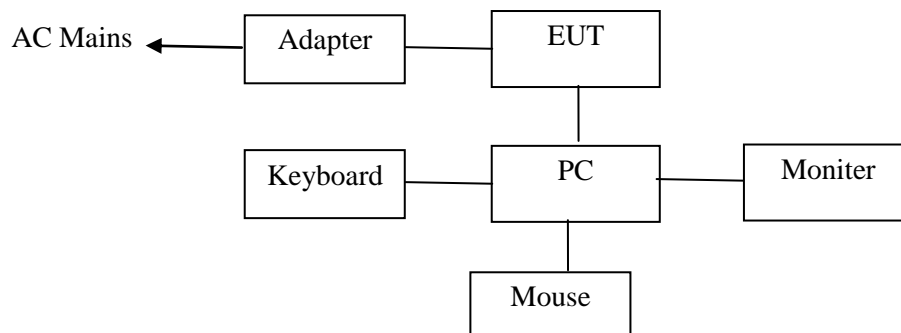 AC Mains
Adapter
EUT
Keyboard
PC
Moniter
Mouse